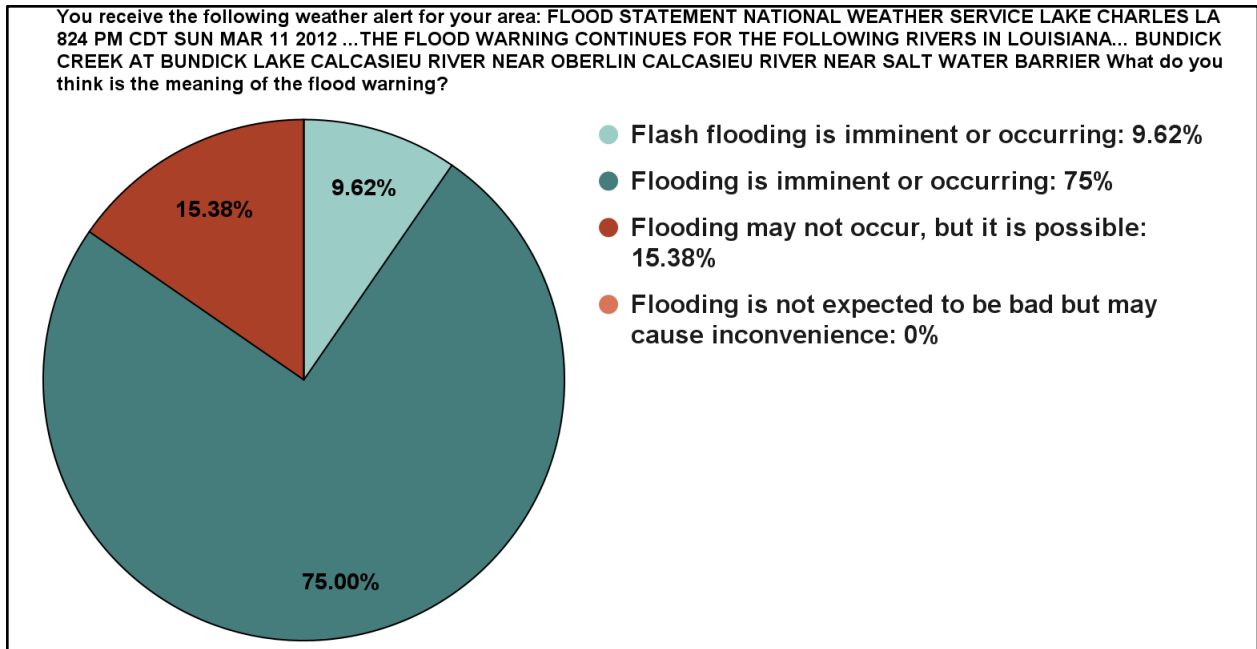 You receive the following weather alert for your area: FLOOD STATEMENT NATIONAL WEATHER SERVICE LAKE CHARLES LA
824 PM CDT SUN MAR 11 2012 ...THE FLOOD WARNING CONTINUES FOR THE FOLLOWING RIVERS IN LOUISIANA... BUNDICK
CREEK AT BUNDICK LAKE CALCASIEU RIVER NEAR OBERLIN CALCASIEU RIVER NEAR SALT WATER BARRIER What do you
think is the meaning of the flood warning?
Flash flooding is imminent or occurring: 9.62%
Flooding is imminent or occurring: 75%
Flooding may not occur, but it is possible:
15.38%
Flooding is not expected to be bad but may
cause inconvenience: 0%
9.62%
15.38%
75.00%